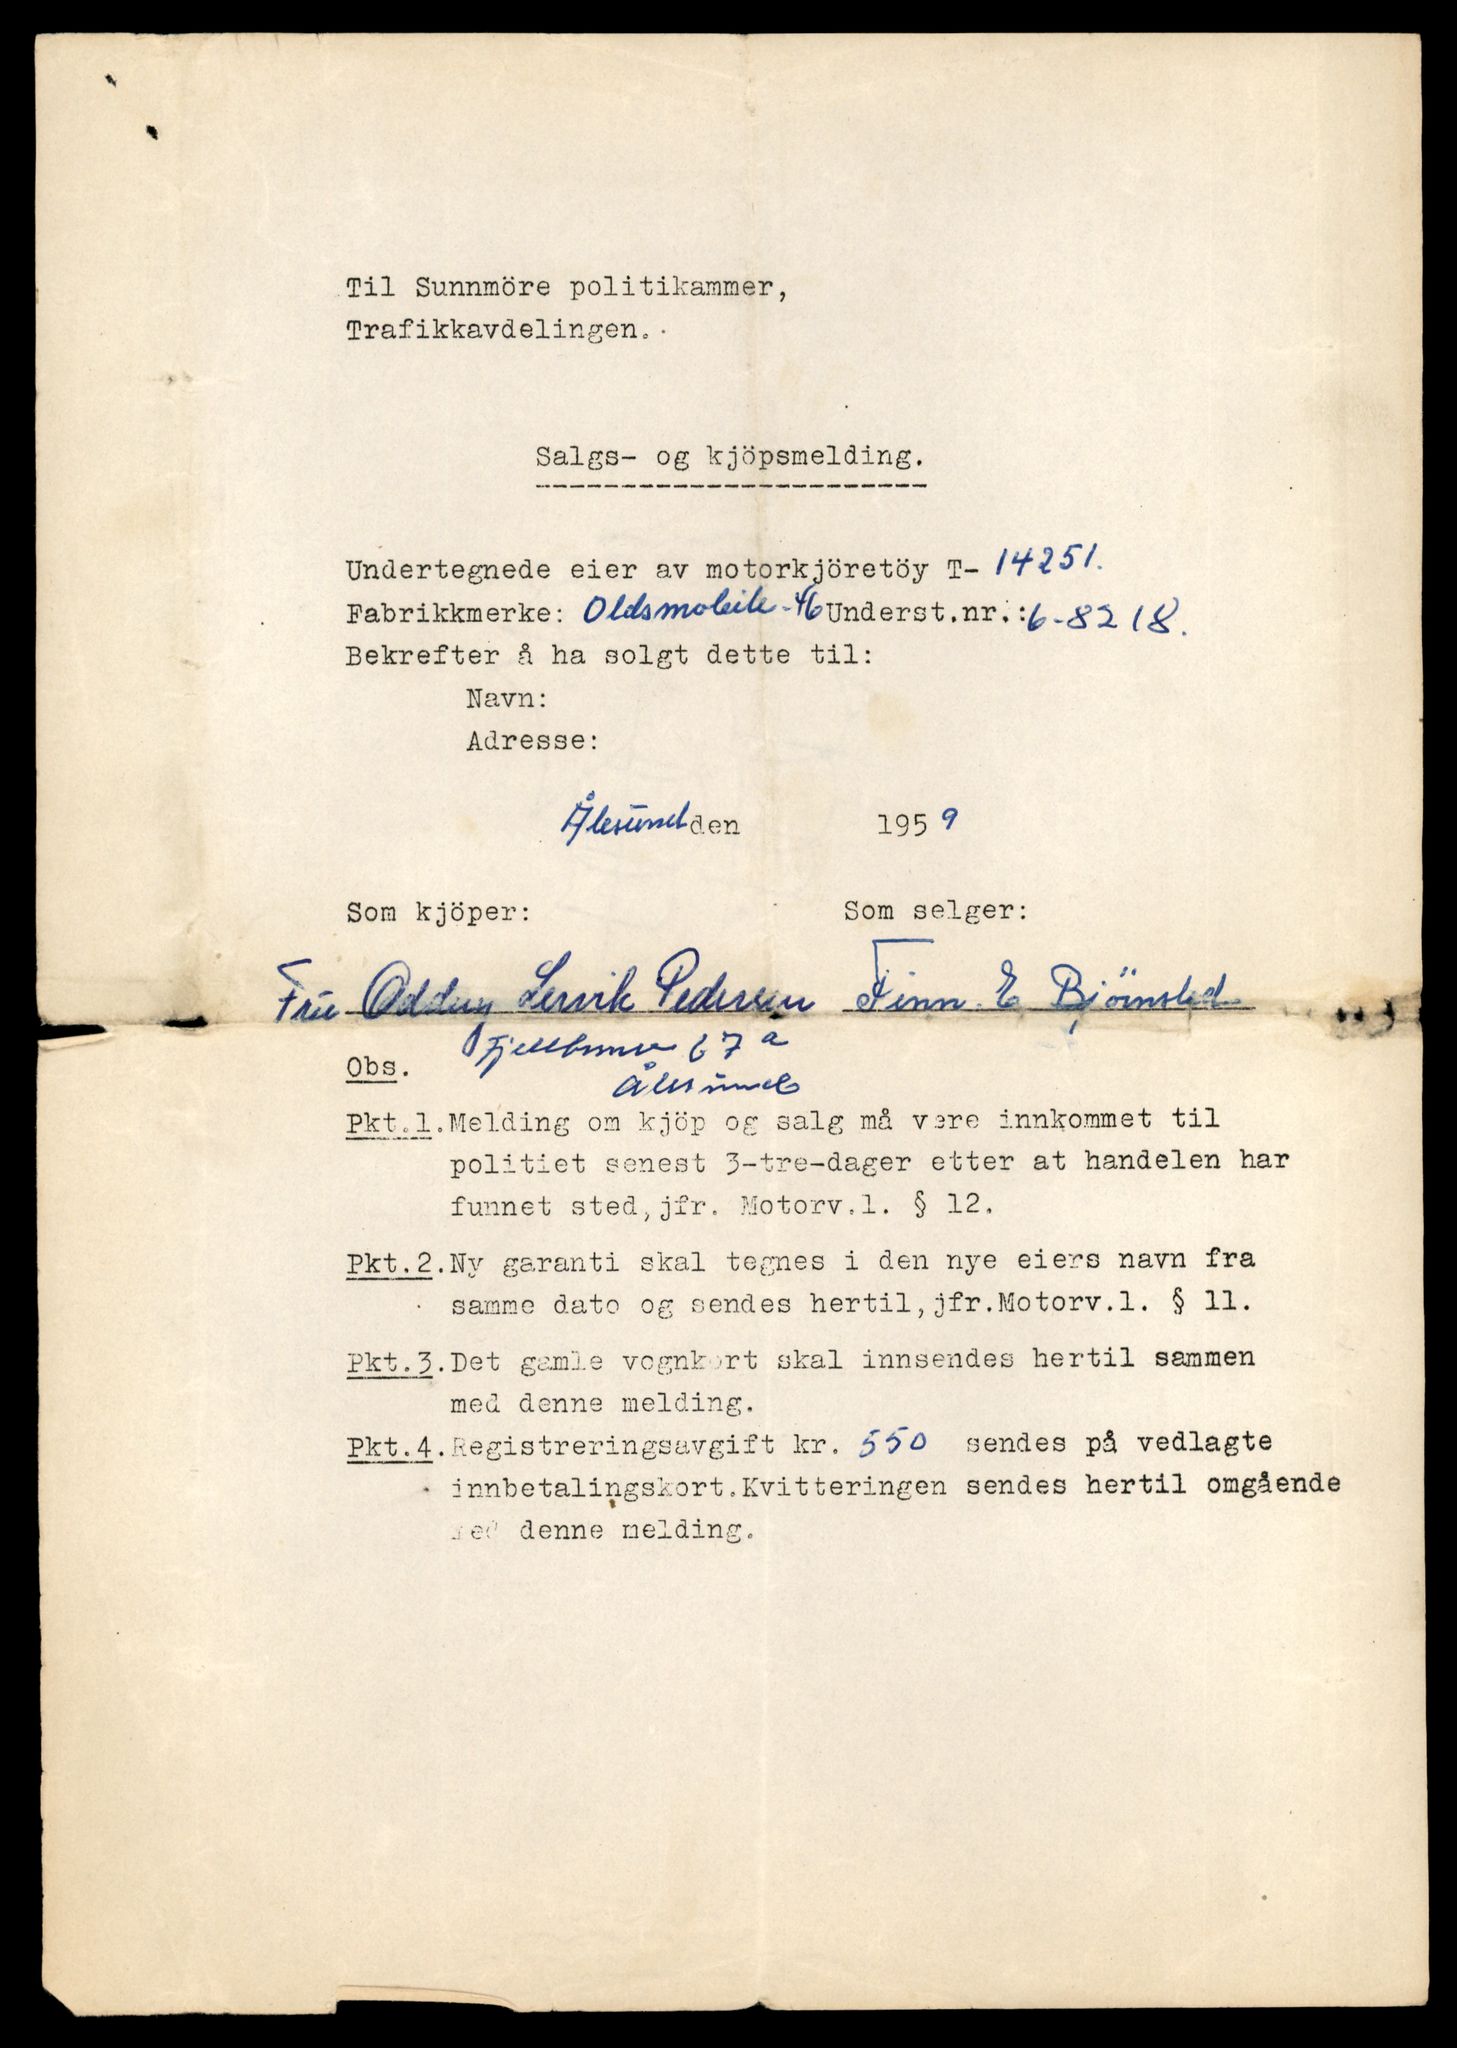 Til Sunnmöre politikammer,
Trafikkavdelingen.
Salgs- og kjöpsmelding.
Undertegnede eier av motorkjöretöy T- 14251.
Fabrikkmerke: Oldsmobile -46 Underst.nr.: 6-8218.
Bekrefter å ha solgt dette til:
Navn:
Adresse:
Ålesund den 1959
Som kjöper: Som selger:
Fru Oddny Lervik Pedersen Finn E Bjørnstad
67 a
Obs.
Ålesund
Pkt.1. Melding om kjöp og salg må være innkommet til
politiet senest 3-tre-dager etter at handelen har
funnet sted, jfr. Motorv.l. § 12.
Pkt.2. Ny garanti skal tegnes i den nye eiers navn fra
samme dato og sendes hertil, jfr. Motorv.l. § 11.
Pkt.3. Det gamle vognkort skal innsendes hertil sammen
med denne melding.
Pkt.4. Registreringsavgift kr. 550 sendes på vedlagte
innbetalingskort. Kvitteringen sendes hertil omgående
med denne melding.